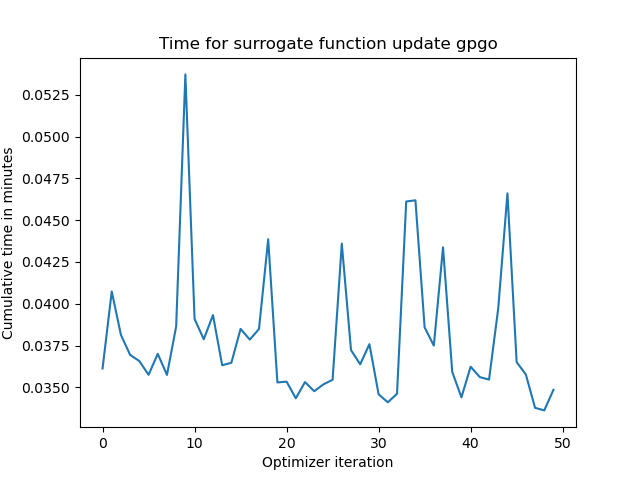 Time for surrogate function update gpgo
Cumulative time in minutes
0.0525
0.0500
0.0475
0.0450
0.0425
0.0400
0.0375
0.0350
0 10 20 30 40 50
Optimizer iteration